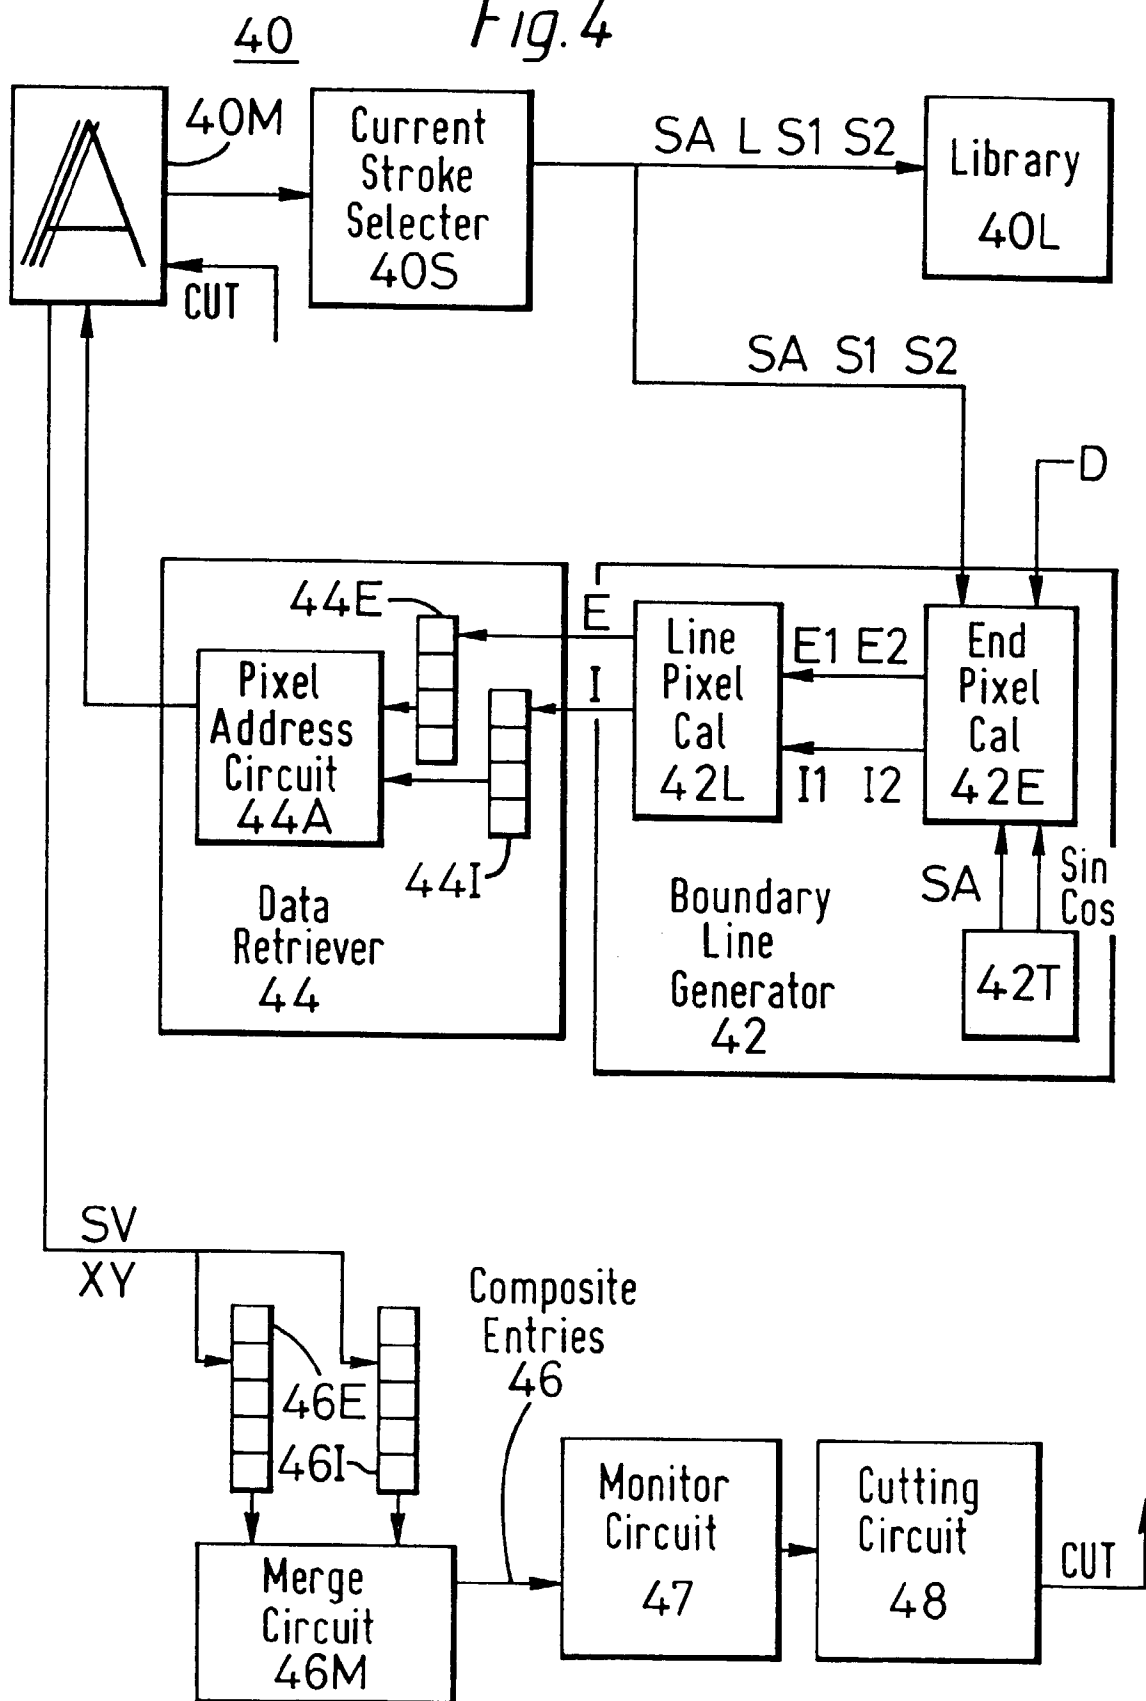 40
Fig. 4
40M
Current
Stroke
Selecter
40S
SA L S1 S2
Library
40L
CUT
SA S1 S2
D
44E
E
I
Pixel
Address
Circuit
44A
44I
Data
Retriever
44
Line
Pixel
Cal
42L
E1 E2
I1 I2
End
Pixel
Cal
42E
SA
Sin
Cos
42T
Boundary
Line
Generator
42
SV
XY
46E
46I
Composite
Entries
46
Merge
Circuit
46M
Monitor
Circuit
47
Cutting
Circuit
48
CUT
A